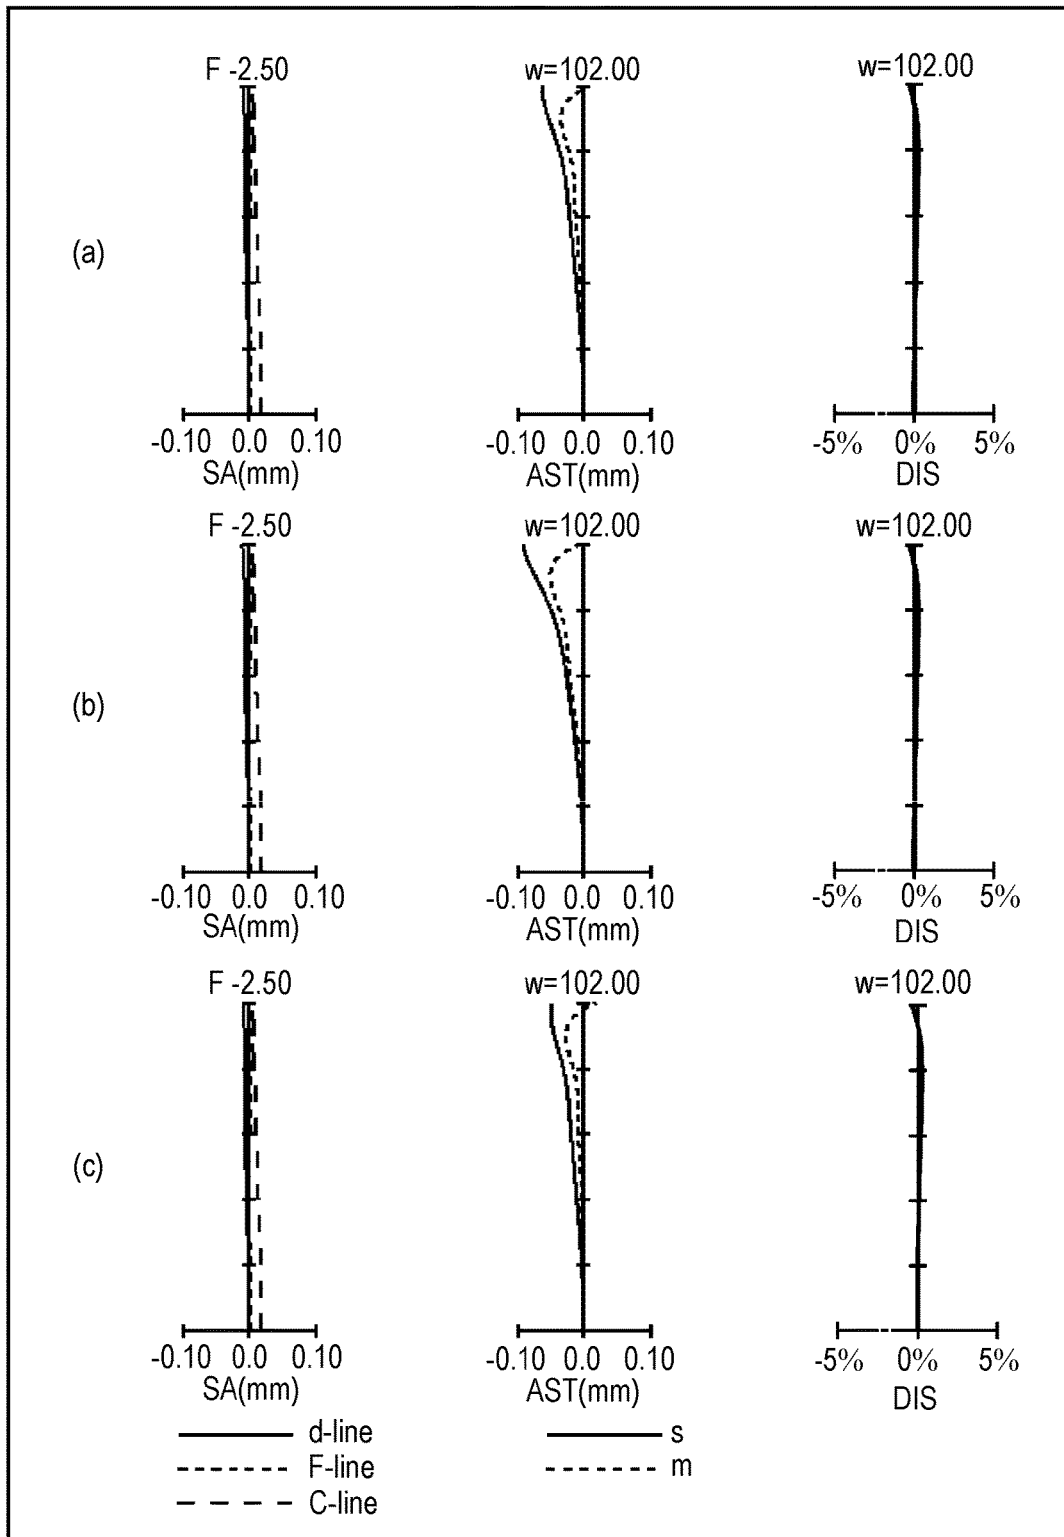 F -2.50 w=102.00 w=102.00
(a)
-0.10 0.0 0.10 -0.10 0.0 0.10 -5% 0% 5%
SA(mm) AST(mm) DIS
F -2.50 w=102.00 w=102.00
(b)
-0.10 0.0 0.10 -0.10 0.0 0.10 -5% 0% 5%
SA(mm) AST(mm) DIS
F -2.50 w=102.00 w=102.00
(c)
-0.10 0.0 0.10 -0.10 0.0 0.10 -5% 0% 5%
SA(mm) AST(mm) DIS
d-line s
F-line m
C-line